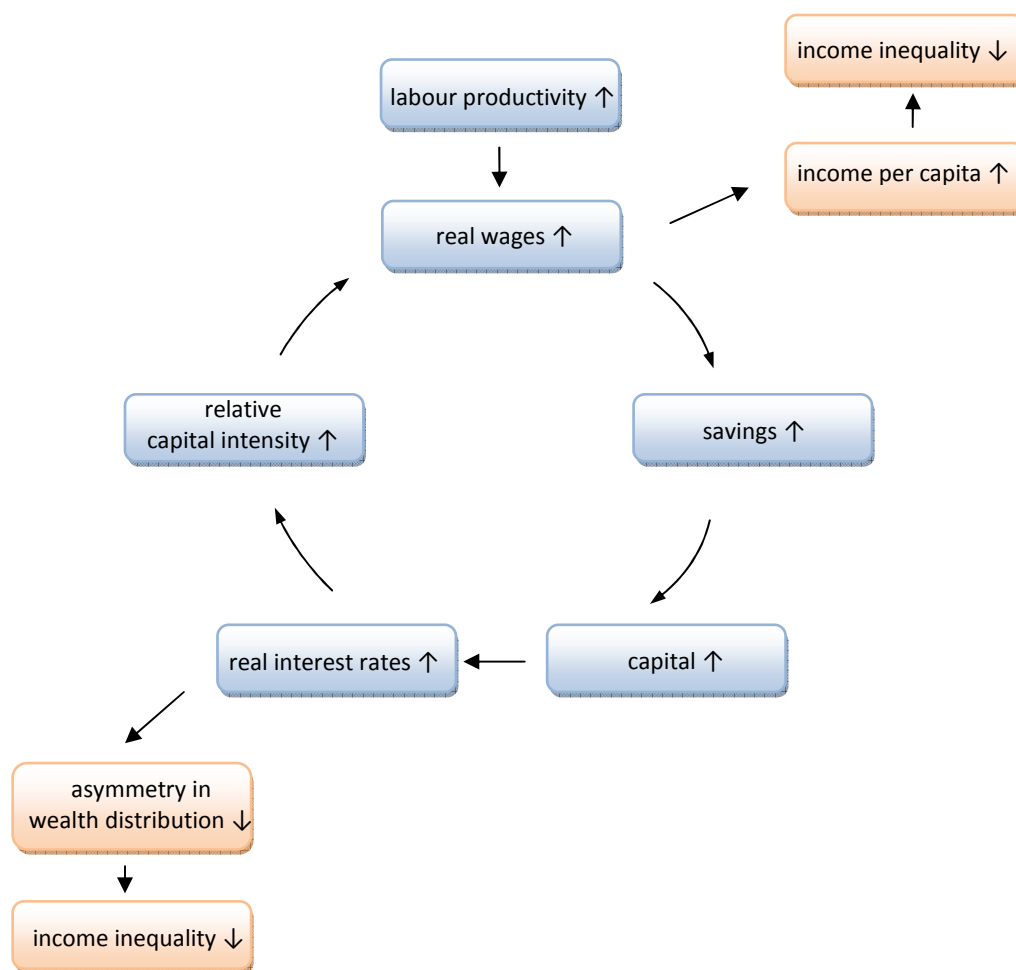 income inequality ↓
labour productivity ↑
income per capita ↑
real wages ↑
relative
capital intensity ↑
savings ↑
real interest rates ↑
capital ↑
asymmetry in
wealth distribution ↓
income inequality ↓